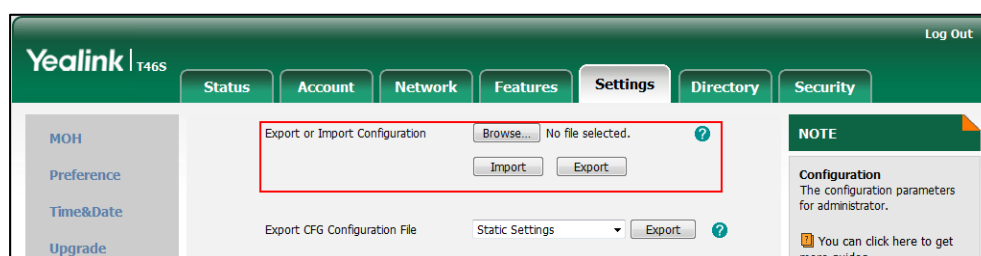 Log Out
Yealink | T46S
Status Account Network Features Settings Directory Security
MOH
Preference
Time&Date
Upgrade
Export or Import Configuration Browse... No file selected.
Import Export
Export CFG Configuration File Static Settings Export
NOTE
Configuration
The configuration parameters
for administrator.
You can click here to get
more guides.